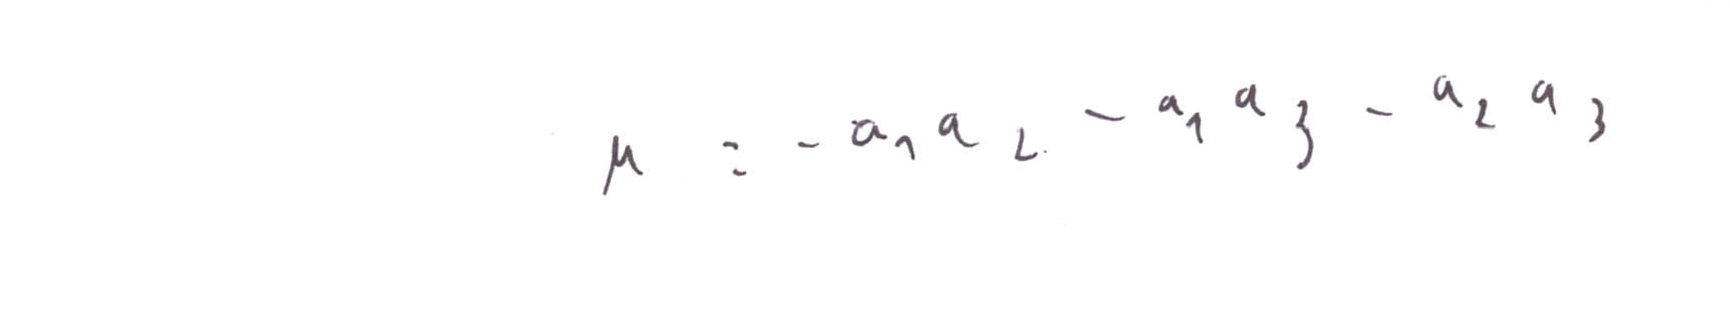 μ = - a₁ a₂ - a₁ a₃ - a₂ a₃